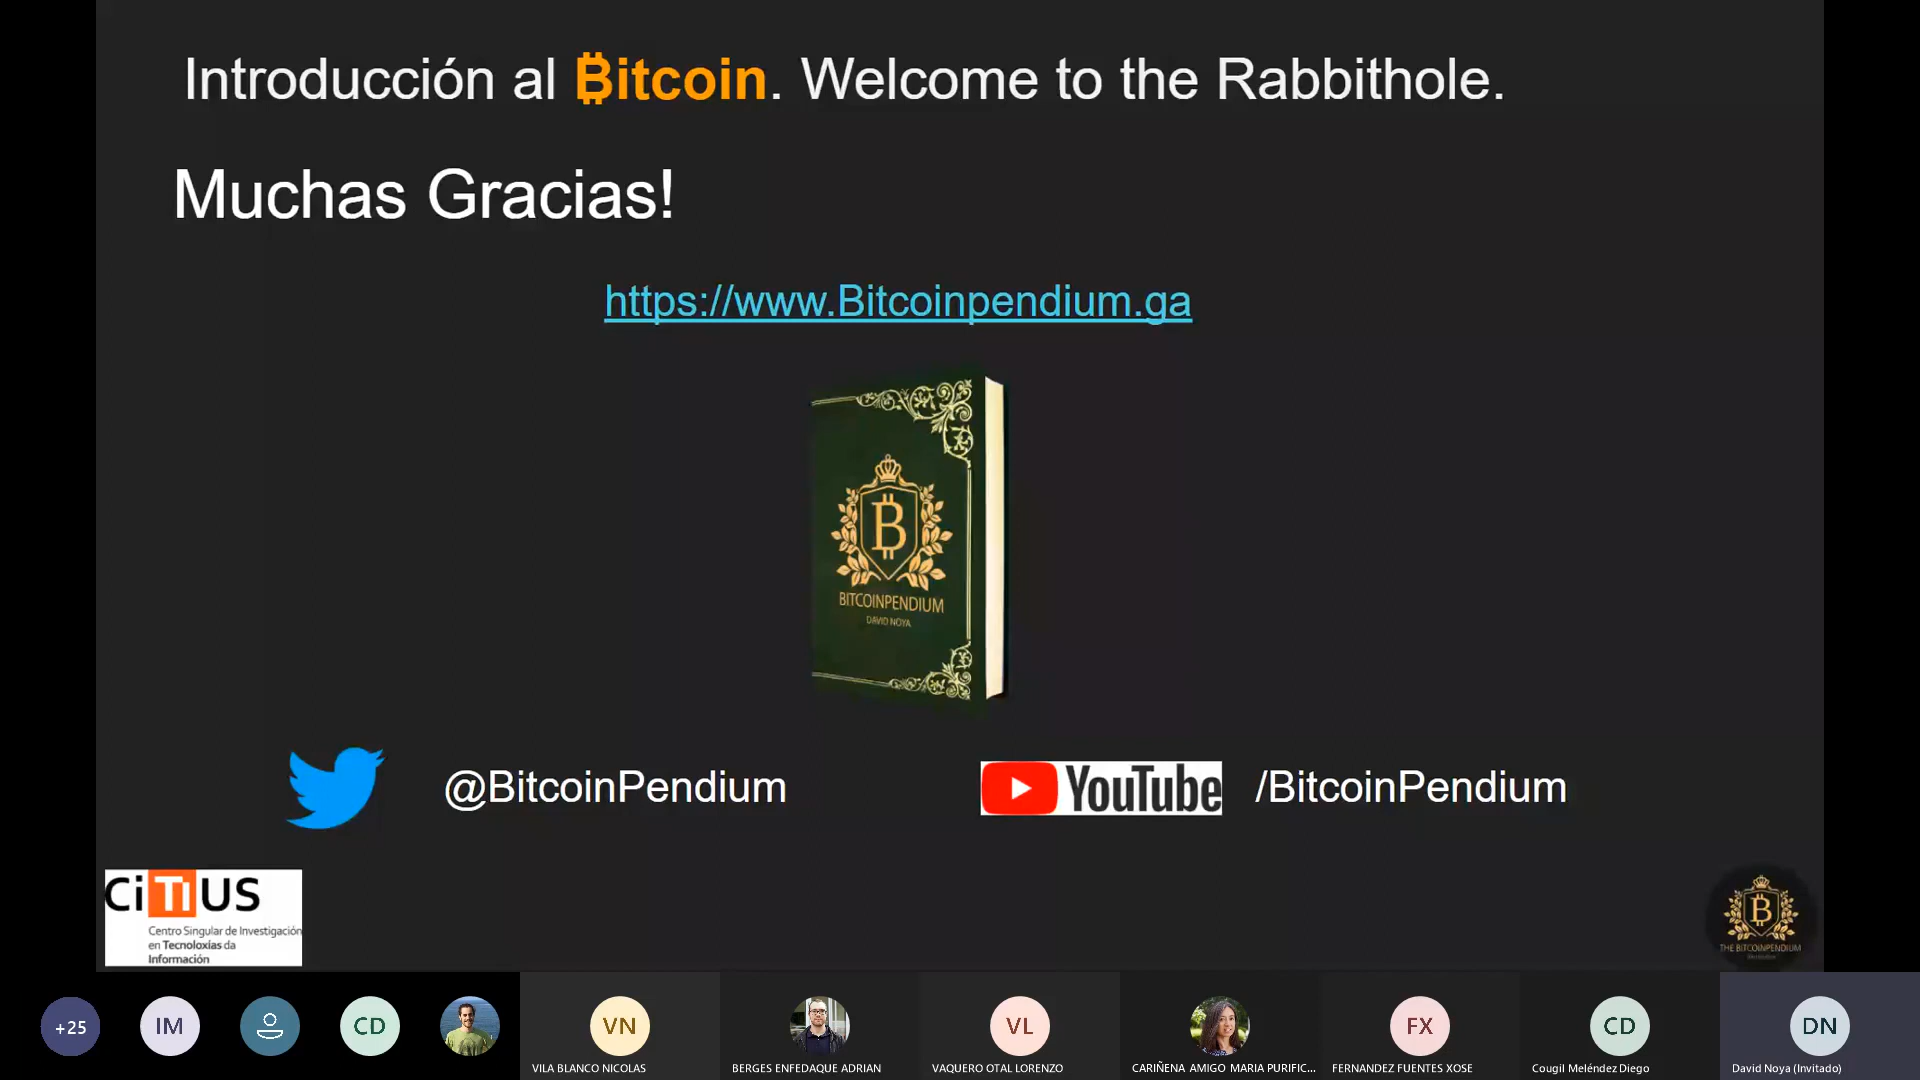 Introducción al Bitcoin. Welcome to the Rabbithole.
Muchas Gracias!
https://www.Bitcoinpendium.ga
B
BITCOINPENDIUM
DAVID NOYA
@BitcoinPendium
YouTube /BitcoinPendium
CiTIUS
Centro Singular de Investigación
en Tecnoloxías da
Información
B
THE BITCOINPENDIUM
+25
IM
CD
VN
VL
FX
CD
DN
VILA BLANCO NICOLAS
BERGES ENFEDAQUE ADRIAN
VAQUERO OTAL LORENZO
CARIÑENA AMIGO MARIA PURIFIC...
FERNANDEZ FUENTES XOSE
Cougil Meléndez Diego
David Noya (Invitado)